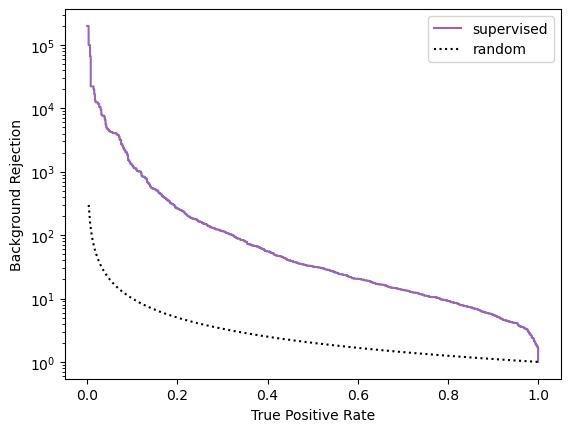 supervised
random
Background Rejection
10^5
10^4
10^3
10^2
10^1
10^0
0.0 0.2 0.4 0.6 0.8 1.0
True Positive Rate